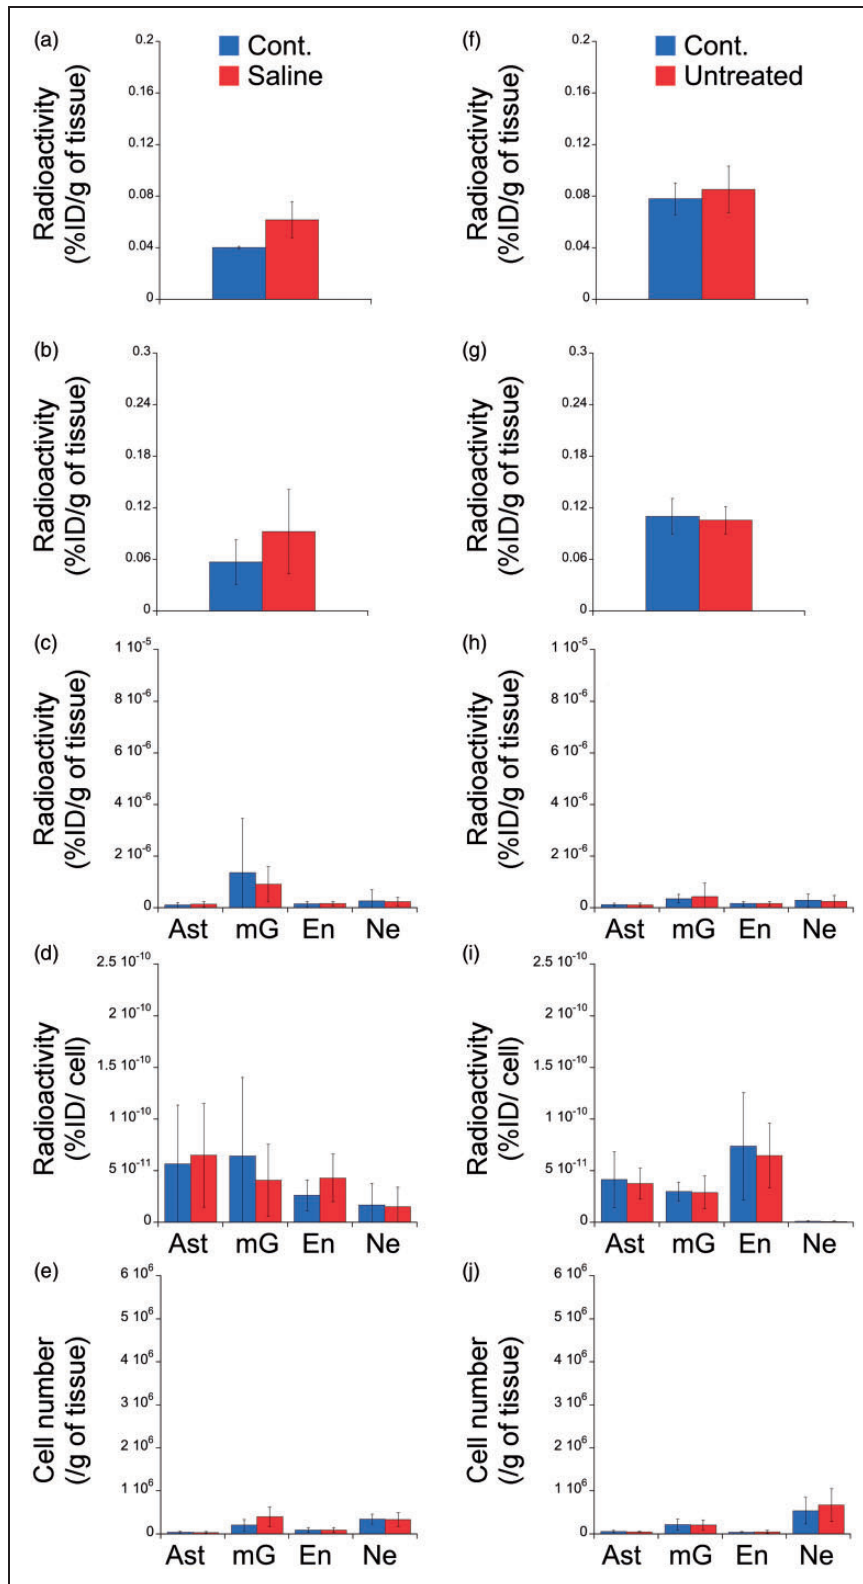 (a)
Radioactivity
(%ID/g of tissue)
0.2
0.16
0.12
0.08
0.04
0
Cont.
Saline
(f)
Radioactivity
(%ID/g of tissue)
0.2
0.16
0.12
0.08
0.04
0
Cont.
Untreated
(b)
Radioactivity
(%ID/g of tissue)
0.3
0.24
0.18
0.12
0.06
0
(g)
Radioactivity
(%ID/g of tissue)
0.3
0.24
0.18
0.12
0.06
0
(c)
Radioactivity
(%ID/g of tissue)
1 10⁻⁵
8 10⁻⁶
6 10⁻⁶
4 10⁻⁶
2 10⁻⁶
0
Ast mG En Ne
(h)
Radioactivity
(%ID/g of tissue)
1 10⁻⁵
8 10⁻⁶
6 10⁻⁶
4 10⁻⁶
2 10⁻⁶
0
Ast mG En Ne
(d)
Radioactivity
(%ID/ cell)
2.5 10⁻¹⁰
2 10⁻¹⁰
1.5 10⁻¹⁰
1 10⁻¹⁰
5 10⁻¹¹
0
Ast mG En Ne
(i)
Radioactivity
(%ID/ cell)
2.5 10⁻¹⁰
2 10⁻¹⁰
1.5 10⁻¹⁰
1 10⁻¹⁰
5 10⁻¹¹
0
Ast mG En Ne
(e)
Cell number
(/g of tissue)
6 10⁶
5 10⁶
4 10⁶
3 10⁶
2 10⁶
1 10⁶
0
Ast mG En Ne
(j)
Cell number
(/g of tissue)
6 10⁶
5 10⁶
4 10⁶
3 10⁶
2 10⁶
1 10⁶
0
Ast mG En Ne